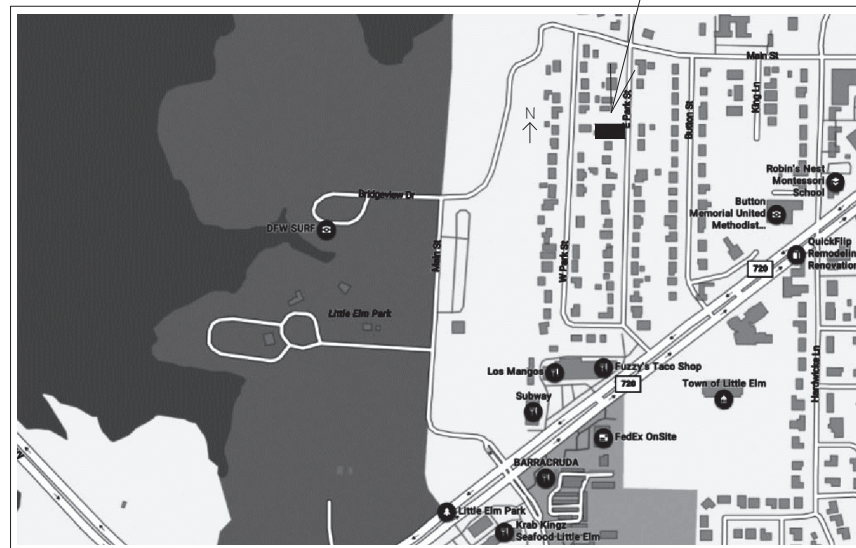 Main St
King Ln
E Park St
Button St
N
Robin's Nest
Montessori
School
Bridgeview Dr
Button
Memorial United
Methodist...
DFW SURF
Main St
W Park St
QuickFlip
Remodelin
Renovation
720
Little Elm Park
Hardwicke Ln
Los Mangos
Fuzzy's Taco Shop
720
Town of Little Elm
Subway
FedEx OnSite
BARRACRUDA
Little Elm Park
Krab Kingz
Seafood Little Elm